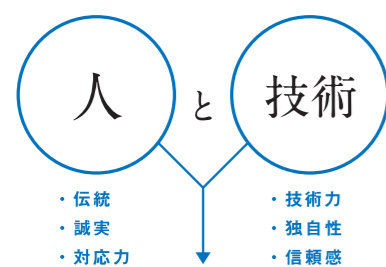 人 と 技術
・伝統
・誠実
・対応力
・技術力
・独自性
・信頼感